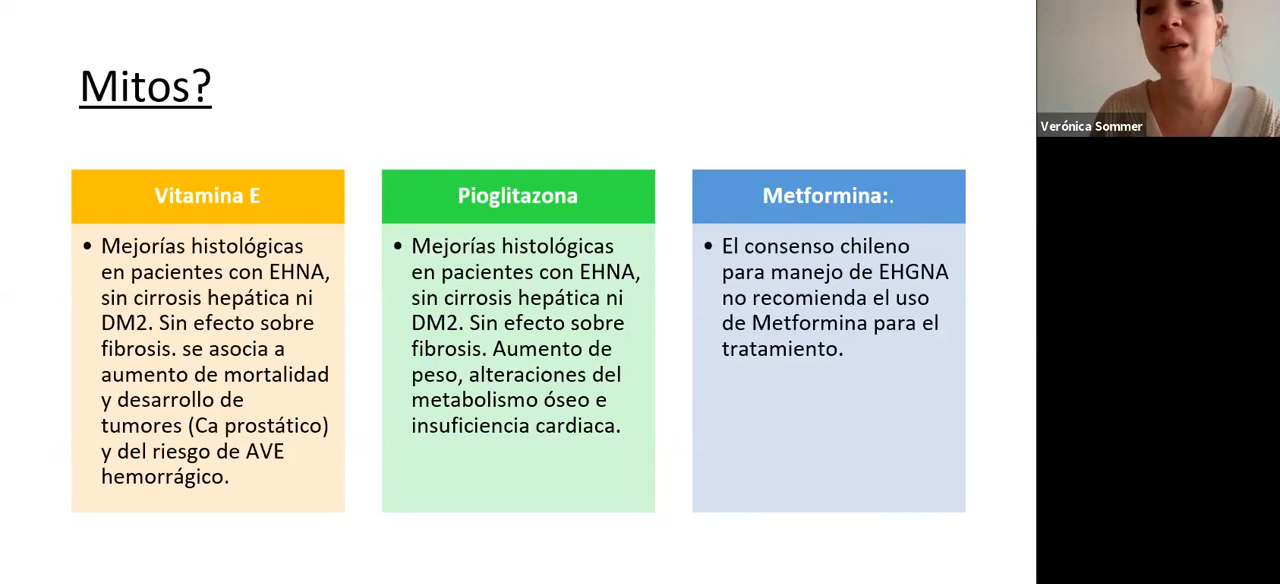 Mitos?
Vitamina E
• Mejorías histológicas
en pacientes con EHNA,
sin cirrosis hepática ni
DM2. Sin efecto sobre
fibrosis. se asocia a
aumento de mortalidad
y desarrollo de
tumores (Ca prostático)
y del riesgo de AVE
hemorrágico.
Pioglitazona
• Mejorías histológicas
en pacientes con EHNA,
sin cirrosis hepática ni
DM2. Sin efecto sobre
fibrosis. Aumento de
peso, alteraciones del
metabolismo óseo e
insuficiencia cardiaca.
Metformina:.
• El consenso chileno
para manejo de EHGNA
no recomienda el uso
de Metformina para el
tratamiento.
Verónica Sommer